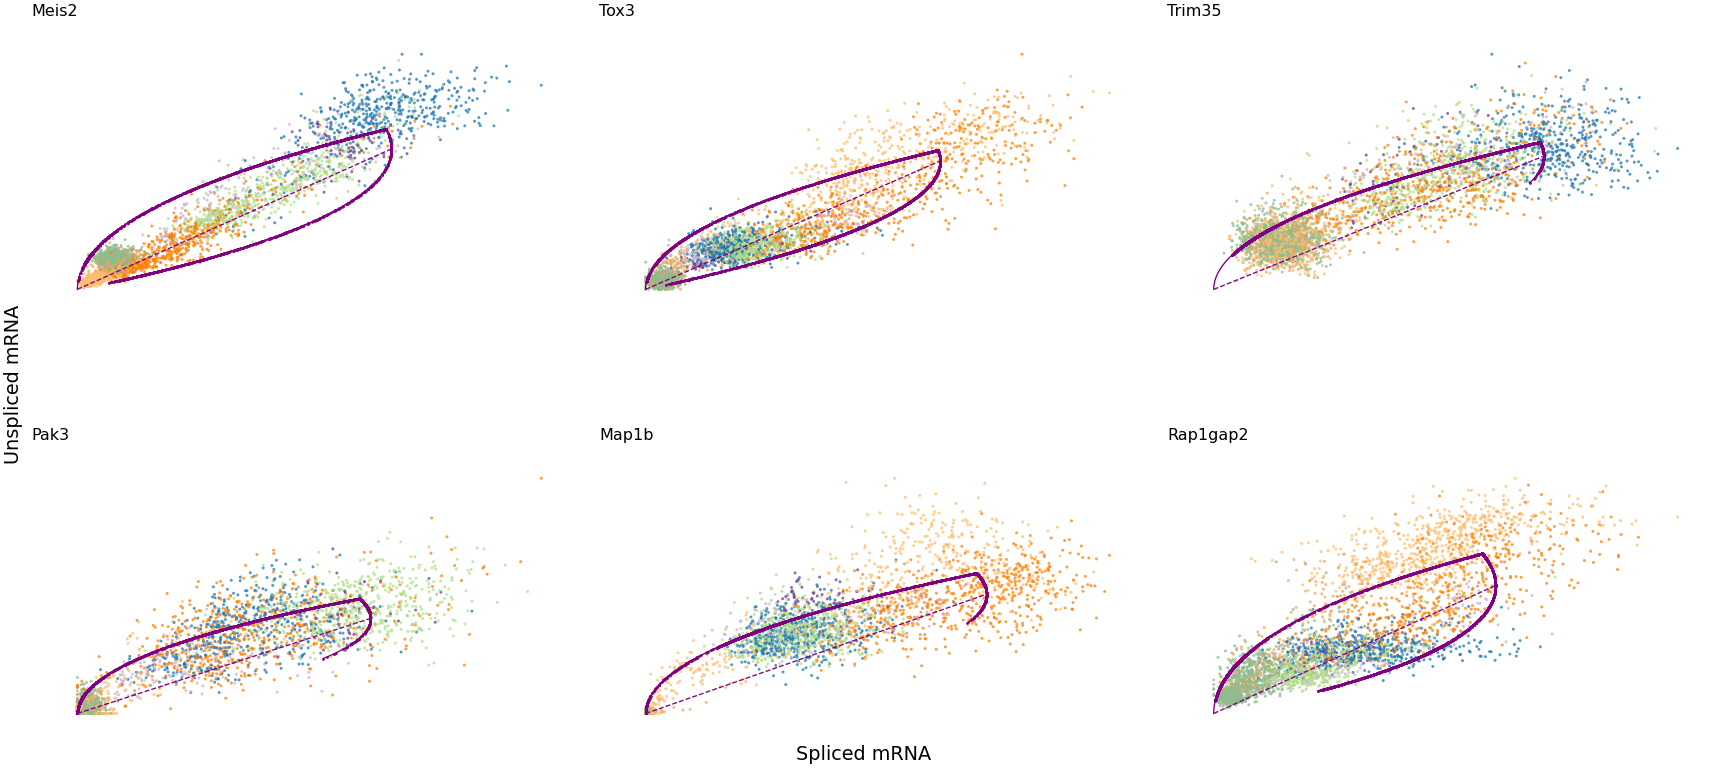 Meis2
Tox3
Trim35
Unspliced mRNA
Pak3
Map1b
Rap1gap2
Spliced mRNA